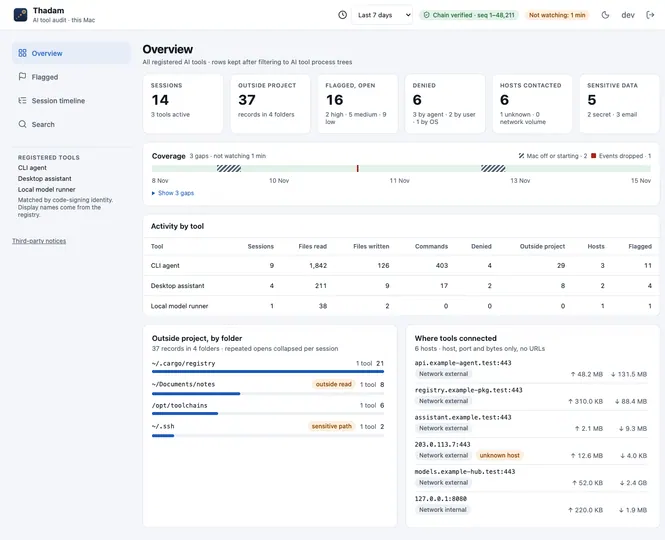 Thadam
AI tool audit · this Mac
Last 7 days
Chain verified · seq 1–48,211
Not watching: 1 min
dev
Overview
Flagged
Session timeline
Search
REGISTERED TOOLS
CLI agent
Desktop assistant
Local model runner
Matched by code-signing identity.
Display names come from the
registry.
Third-party notices
Overview
All registered AI tools · rows kept after filtering to AI tool process trees
SESSIONS
14
3 tools active
OUTSIDE PROJECT
37
records in 4 folders
FLAGGED, OPEN
16
2 high · 5 medium · 9
low
DENIED
6
3 by agent · 2 by user
· 1 by OS
HOSTS CONTACTED
6
1 unknown · 0
network volume
SENSITIVE DATA
5
2 secret · 3 email
Coverage 3 gaps · not watching 1 min
Mac off or starting · 2 Events dropped · 1
8 Nov 10 Nov 11 Nov 13 Nov 15 Nov
Show 3 gaps
Activity by tool
Tool Sessions Files read Files written Commands Denied Outside project Hosts Flagged
CLI agent 9 1,842 126 403 4 29 3 11
Desktop assistant 4 211 9 17 2 8 2 4
Local model runner 1 38 2 0 0 0 1 1
Outside project, by folder
37 records in 4 folders · repeated opens collapsed per session
~/.cargo/registry 1 tool 21
~/Documents/notes outside read 1 tool 8
/opt/toolchains 1 tool 6
~/.ssh sensitive path 1 tool 2
Where tools connected
6 hosts · host, port and bytes only, no URLs
api.example-agent.test:443
Network external ↑ 48.2 MB ↓ 131.5 MB
registry.example-pkg.test:443
Network external ↑ 310.0 KB ↓ 88.4 MB
assistant.example.test:443
Network external ↑ 2.1 MB ↓ 9.3 MB
203.0.113.7:443
Network external unknown host ↑ 12.6 MB ↓ 4.0 KB
models.example-hub.test:443
Network external ↑ 52.0 KB ↓ 2.4 GB
127.0.0.1:8080
Network internal ↑ 220.0 KB ↓ 1.9 MB